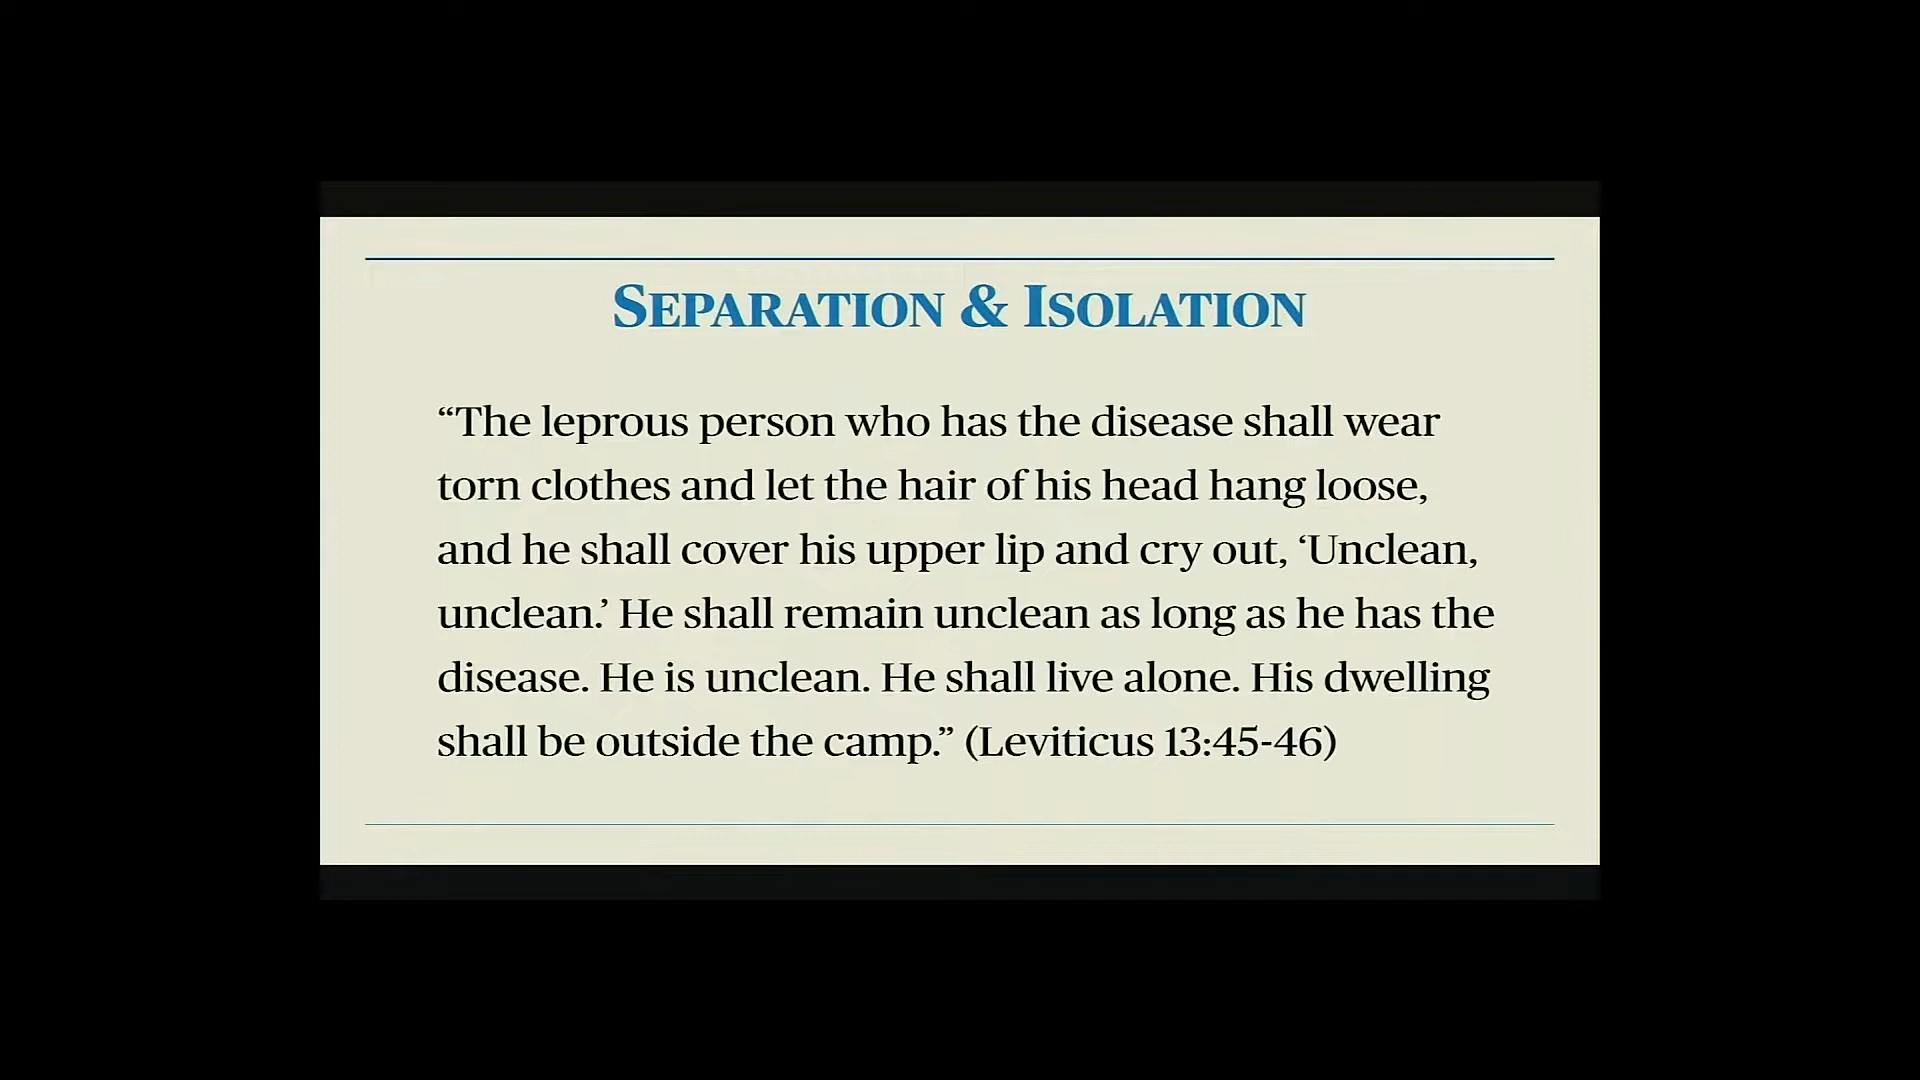 SEPARATION & ISOLATION
“The leprous person who has the disease shall wear
torn clothes and let the hair of his head hang loose,
and he shall cover his upper lip and cry out, ‘Unclean,
unclean.’ He shall remain unclean as long as he has the
disease. He is unclean. He shall live alone. His dwelling
shall be outside the camp.” (Leviticus 13:45-46)